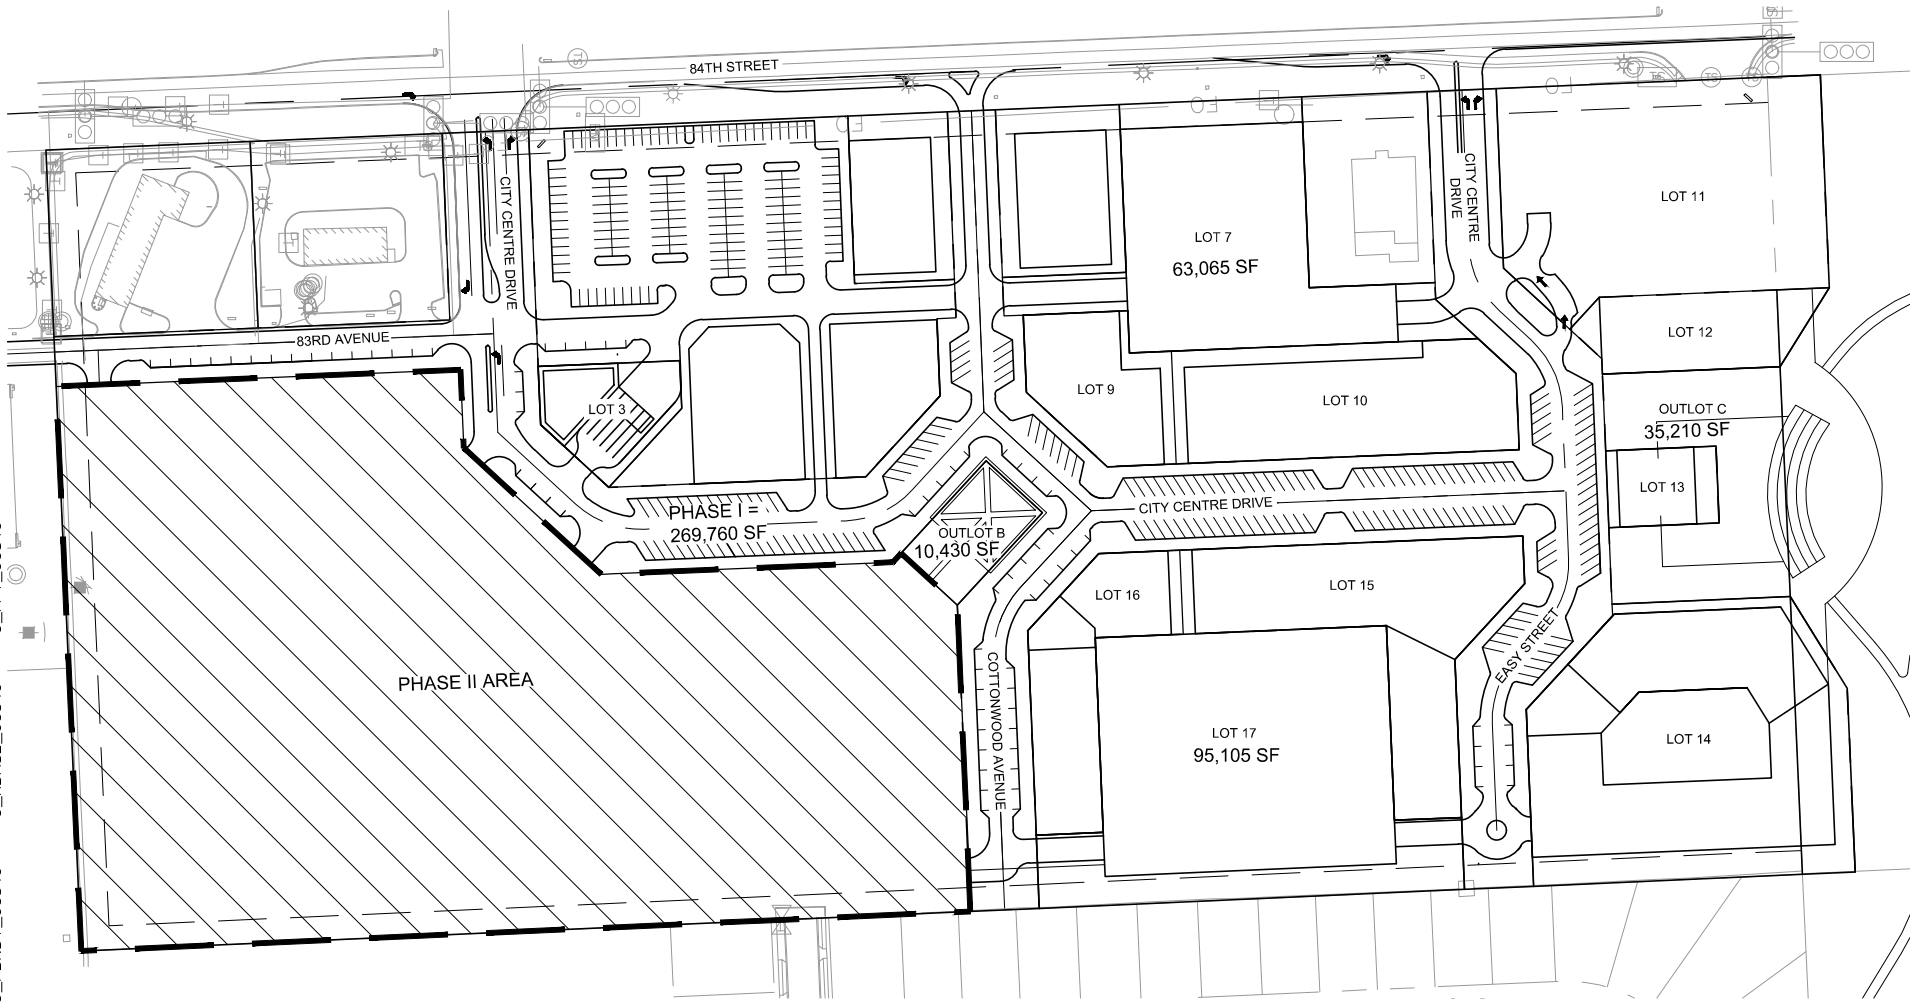 84TH STREET
CITY CENTRE DRIVE
CITY CENTRE
DRIVE
LOT 11
LOT 7
63,065 SF
83RD AVENUE
LOT 12
LOT 3
LOT 9
LOT 10
OUTLOT C
35,210 SF
LOT 13
PHASE I =
269,760 SF
CITY CENTRE DRIVE
OUTLOT B
10,430 SF
LOT 16
LOT 15
EASY STREET
PHASE II AREA
COTTONWOOD AVENUE
LOT 17
95,105 SF
LOT 14